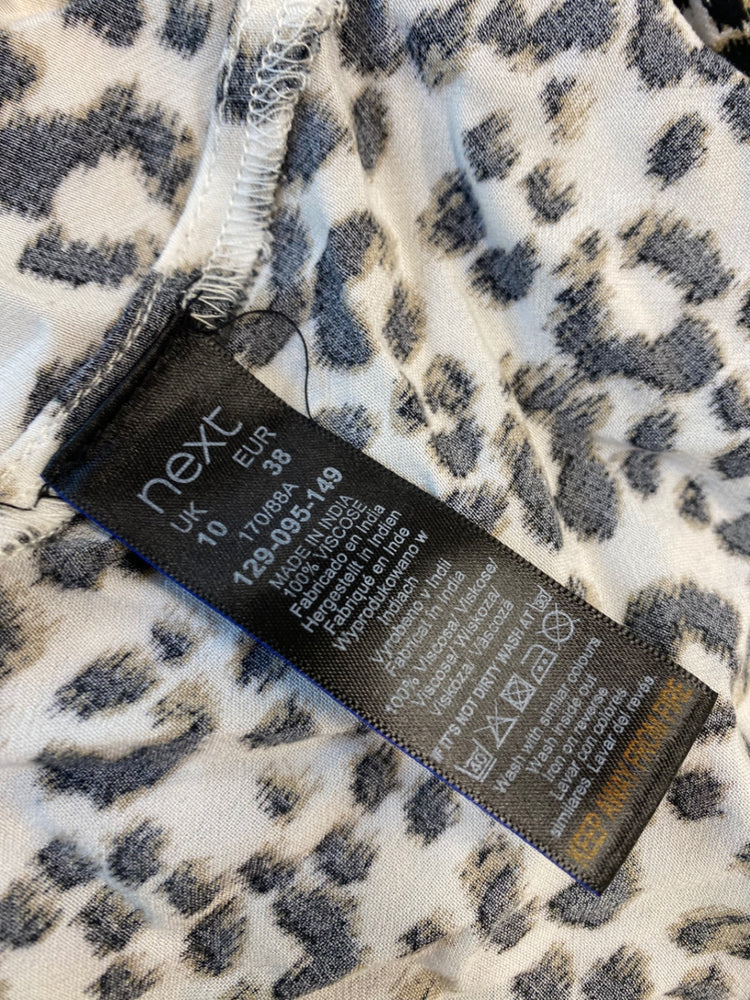 next
UK EUR
10 38
170/88A
129-095-149
MADE IN INDIA
100% VISCOSE
Fabricado en India
Hergestellt in Indien
Fabriqué en Inde
Wyprodukowano w
Indiach
Vyrobeno v Indii
Fabricat în India
100% Viscosa/ Viskose/
Viscose/ Wiskoza/
Viskóza/ Vâscoză
IF IT'S NOT DIRTY WASH AT 30
30
Wash with similar colours
Wash inside out
Iron on reverse
Lavar con colores
similares / Lavar del revés.
KEEP AWAY FROM FIRE